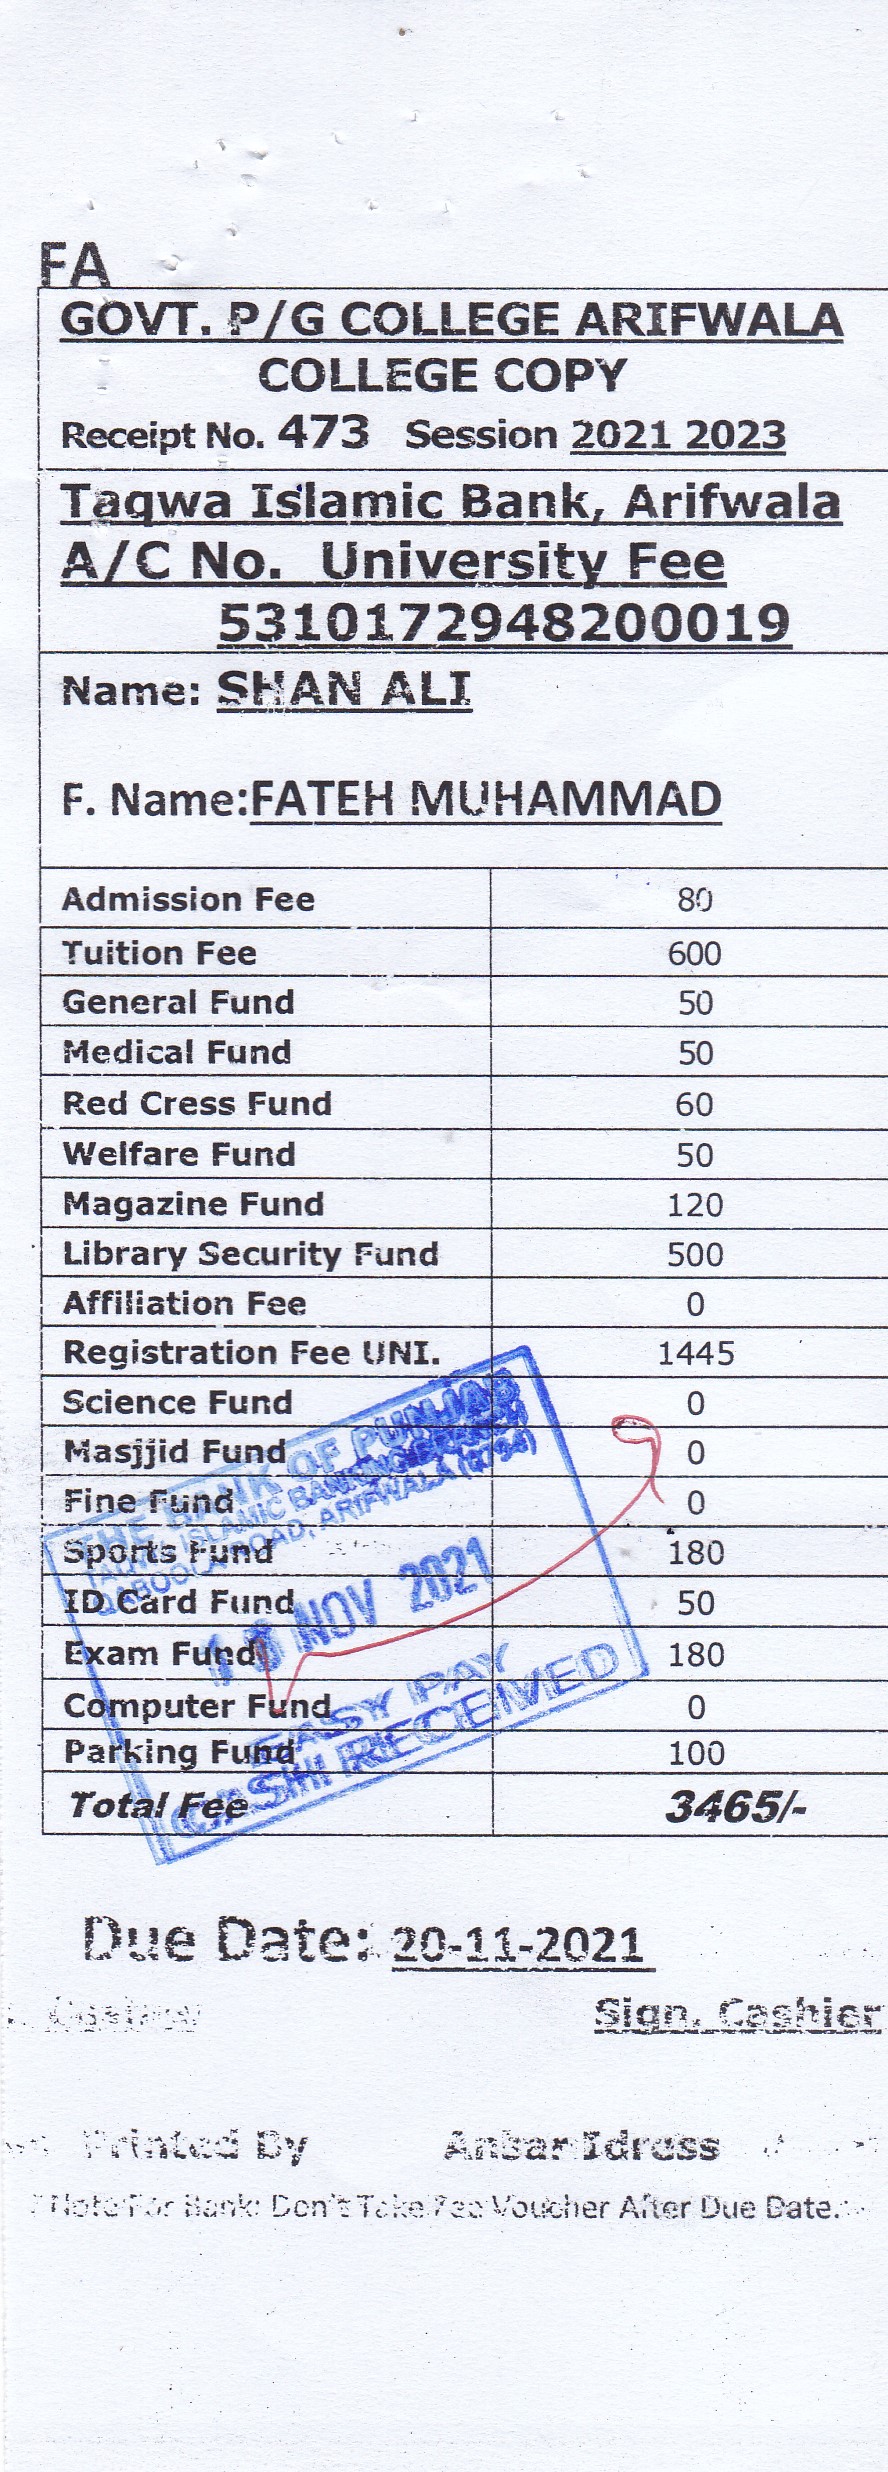 FA
GOVT. P/G COLLEGE ARIFWALA
COLLEGE COPY
Receipt No. 473 Session 2021 2023
Taqwa Islamic Bank, Arifwala
A/C No. University Fee
5310172948200019
Name: SHAN ALI
F. Name:FATEH MUHAMMAD
Admission Fee 80
Tuition Fee 600
General Fund 50
Medical Fund 50
Red Cress Fund 60
Welfare Fund 50
Magazine Fund 120
Library Security Fund 500
Affiliation Fee 0
Registration Fee UNI. 1445
Science Fund 0
Masjjid Fund 0
Fine Fund 0
Sports Fund 180
ID Card Fund 50
Exam Fund 180
Computer Fund 0
Parking Fund 100
Total Fee 3465/-
THE BANK OF PUNJAB
TAQWA ISLAMIC BANKING BRANCH
QABOOLA ROAD, ARIFWALA
NOV 2021
EASY PAY
CASH RECEIVED
Due Date: 20-11-2021
Sign. Cashier
Printed By Ansar Idress
Note For Bank: Don't Take Fee Voucher After Due Date.